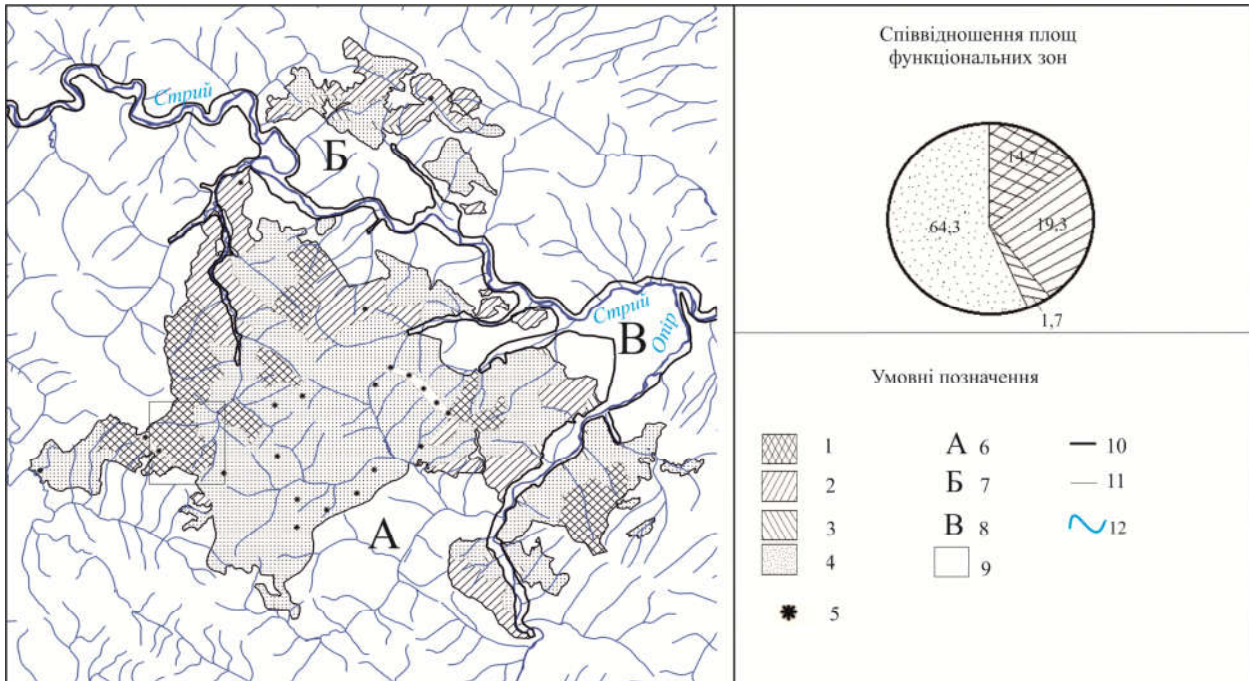 Стрий
Б
Стрий
В
Опір
А
Співвідношення площ
функціональних зон
14,7
19,3
64,3
1,7
Умовні позначення
1
2
3
4
5
А 6
Б 7
В 8
9
10
11
12